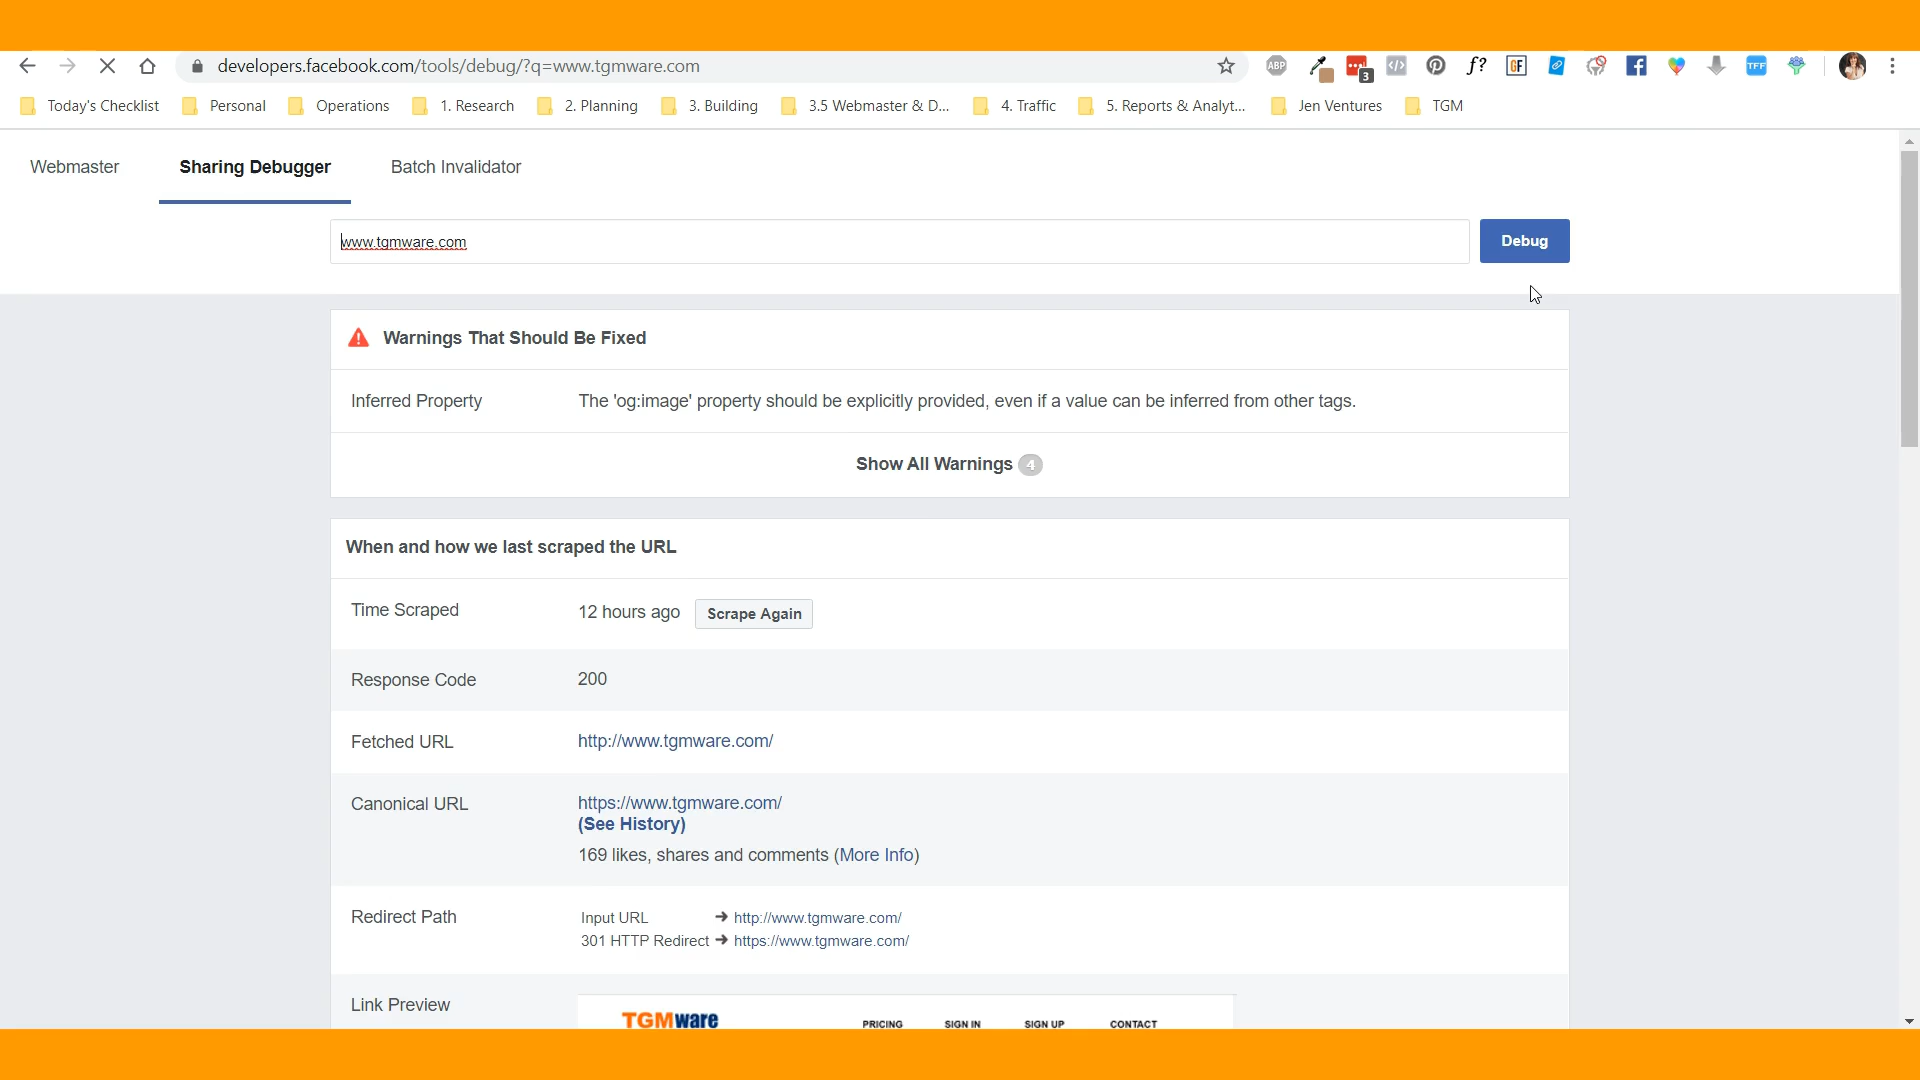 developers.facebook.com/tools/debug/?q=www.tgmware.com
ABP 3 </> f? GF TFF
Today's Checklist Personal Operations 1. Research 2. Planning 3. Building 3.5 Webmaster & D... 4. Traffic 5. Reports & Analyt... Jen Ventures TGM
Webmaster Sharing Debugger Batch Invalidator
www.tgmware.com Debug
Warnings That Should Be Fixed
Inferred Property The 'og:image' property should be explicitly provided, even if a value can be inferred from other tags.
Show All Warnings 4
When and how we last scraped the URL
Time Scraped 12 hours ago Scrape Again
Response Code 200
Fetched URL http://www.tgmware.com/
Canonical URL https://www.tgmware.com/
(See History)
169 likes, shares and comments (More Info)
Redirect Path Input URL → http://www.tgmware.com/
301 HTTP Redirect → https://www.tgmware.com/
Link Preview
TGMware PRICING SIGN IN SIGN UP CONTACT